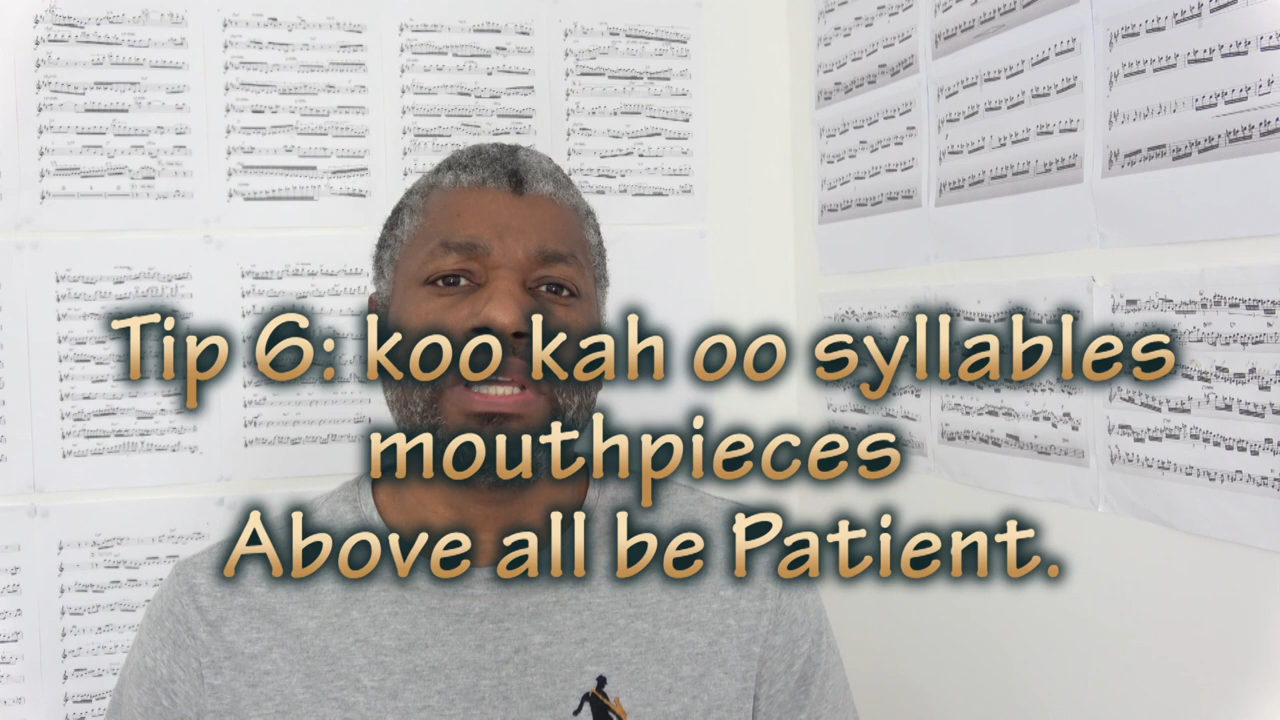 Tip 6: koo kah oo syllables
mouthpieces
Above all be Patient.